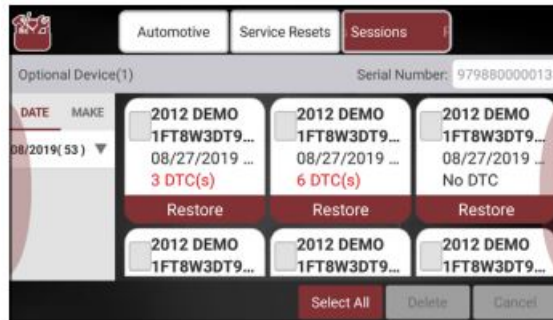 Automotive
Service Resets
Sessions
Optional Device(1)
Serial Number: 979880000013
DATE MAKE
08/2019( 53 ) ▼
2012 DEMO
1FT8W3DT9...
08/27/2019 ...
3 DTC(s)
Restore
2012 DEMO
1FT8W3DT9...
08/27/2019 ...
6 DTC(s)
Restore
2012 DEMO
1FT8W3DT9...
08/27/2019 ...
No DTC
Restore
2012 DEMO
1FT8W3DT9...
2012 DEMO
1FT8W3DT9...
2012 DEMO
1FT8W3DT9...
Select All
Delete
Cancel